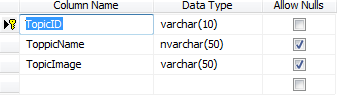 Column Name Data Type Allow Nulls
TopicID varchar(10)
ToppicName nvarchar(50)
TopicImage varchar(50)